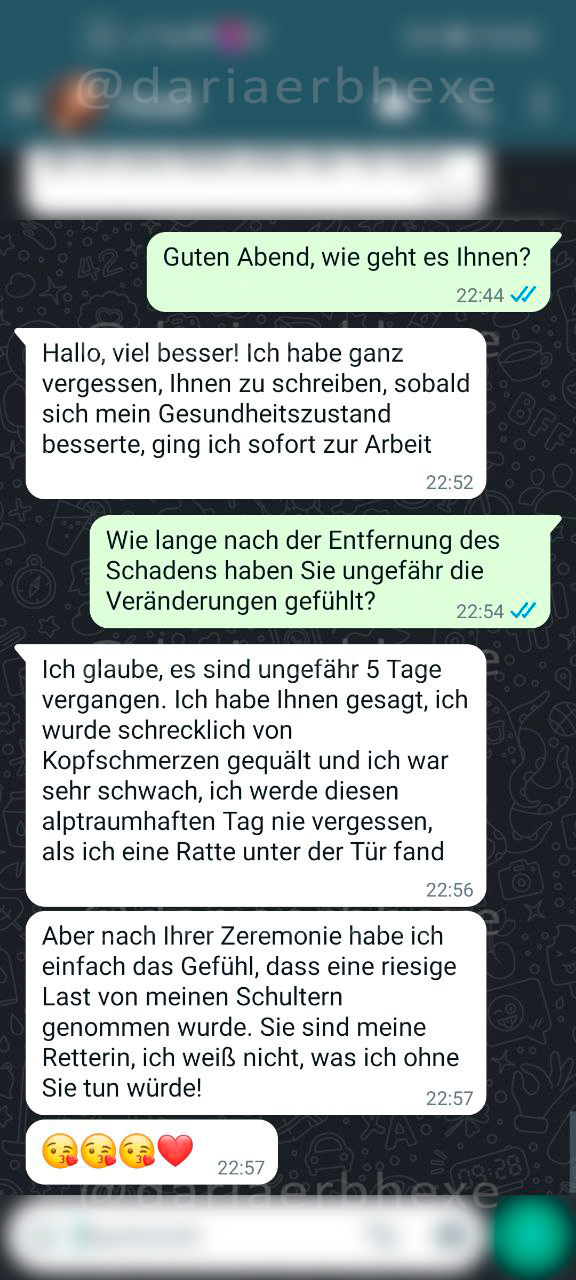 @dariaerbhexe
Guten Abend, wie geht es Ihnen?
22:44
Hallo, viel besser! Ich habe ganz
vergessen, Ihnen zu schreiben, sobald
sich mein Gesundheitszustand
besserte, ging ich sofort zur Arbeit
22:52
Wie lange nach der Entfernung des
Schadens haben Sie ungefähr die
Veränderungen gefühlt?
22:54
Ich glaube, es sind ungefähr 5 Tage
vergangen. Ich habe Ihnen gesagt, ich
wurde schrecklich von
Kopfschmerzen gequält und ich war
sehr schwach, ich werde diesen
alptraumhaften Tag nie vergessen,
als ich eine Ratte unter der Tür fand
22:56
Aber nach Ihrer Zeremonie habe ich
einfach das Gefühl, dass eine riesige
Last von meinen Schultern
genommen wurde. Sie sind meine
Retterin, ich weiß nicht, was ich ohne
Sie tun würde!
22:57
😘😘😘❤️
22:57
@dariaerbhexe